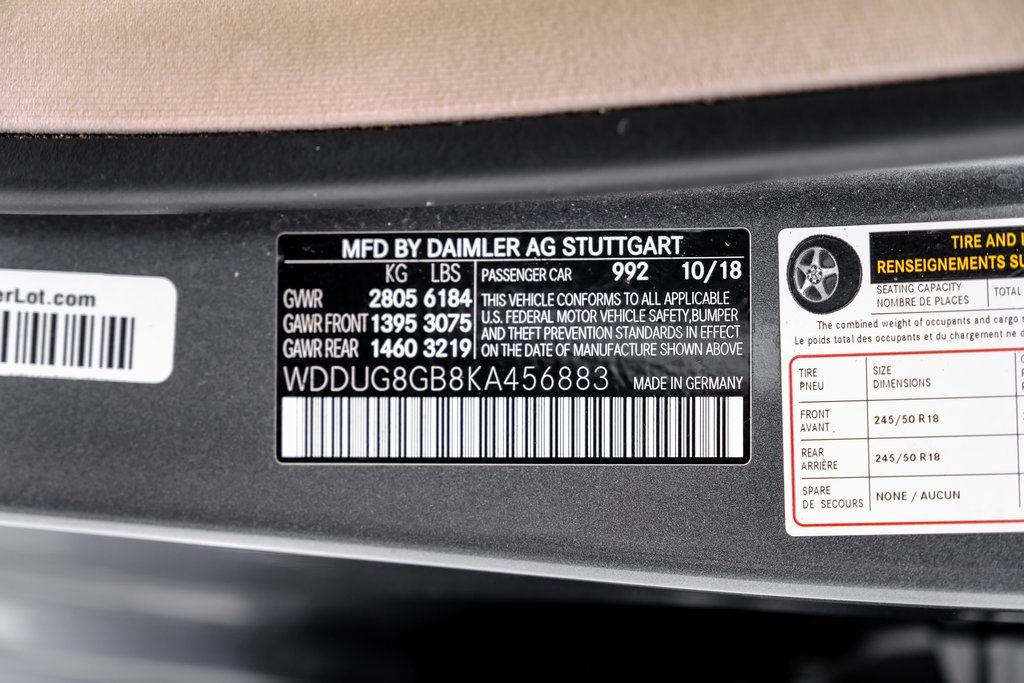 erLot.com
MFD BY DAIMLER AG STUTTGART
KG LBS
GVWR 2805 6184
GAWR FRONT 1395 3075
GAWR REAR 1460 3219
PASSENGER CAR 992 10/18
THIS VEHICLE CONFORMS TO ALL APPLICABLE
U.S. FEDERAL MOTOR VEHICLE SAFETY,BUMPER
AND THEFT PREVENTION STANDARDS IN EFFECT
ON THE DATE OF MANUFACTURE SHOWN ABOVE
WDDUG8GB8KA456883 MADE IN GERMANY
TIRE AND
RENSEIGNEMENTS SU
SEATING CAPACITY
NOMBRE DE PLACES
TOTAL
The combined weight of occupants and cargo
Le poids total des occupants et du chargement ne
TIRE
PNEU
SIZE
DIMENSIONS
FRONT
AVANT
245/50 R18
REAR
ARRIÈRE
245/50 R18
SPARE
DE SECOURS
NONE / AUCUN